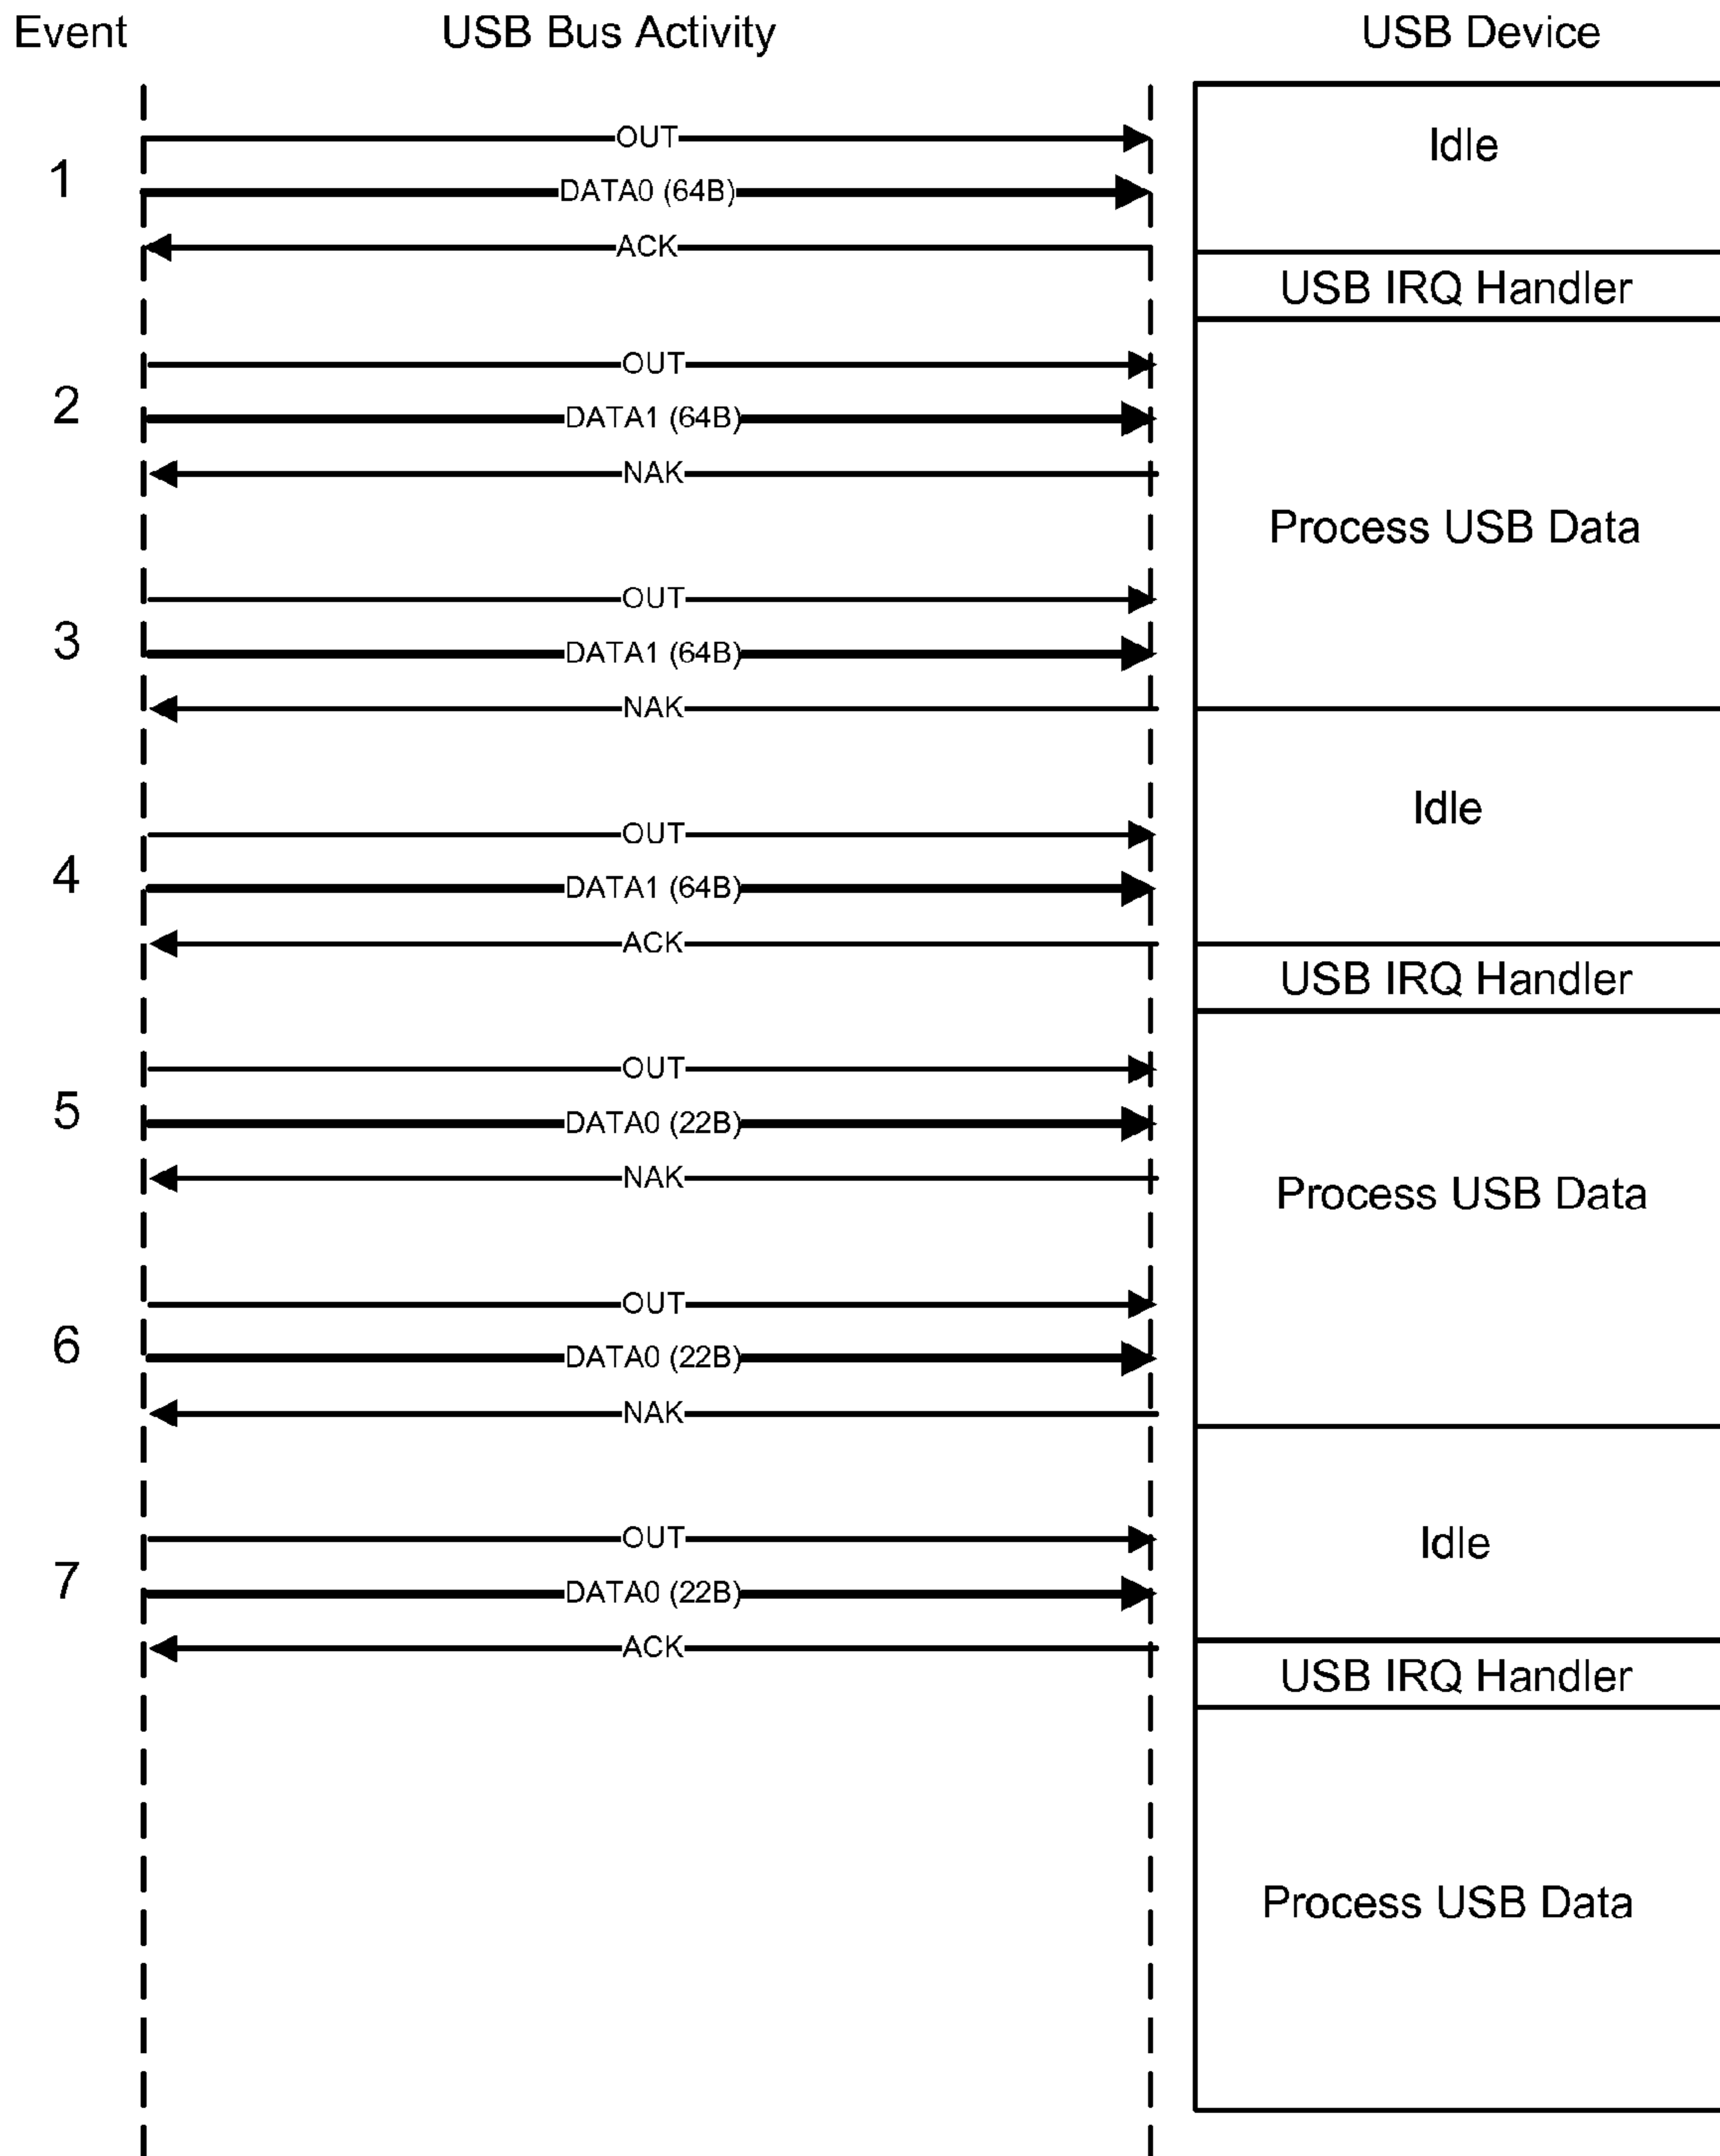 Event USB Bus Activity USB Device
OUT
Idle
1
DATA0 (64B)
ACK
USB IRQ Handler
OUT
2
DATA1 (64B)
NAK
Process USB Data
OUT
3
DATA1 (64B)
NAK
Idle
OUT
4
DATA1 (64B)
ACK
USB IRQ Handler
OUT
5
DATA0 (22B)
NAK
Process USB Data
OUT
6
DATA0 (22B)
NAK
OUT
Idle
7
DATA0 (22B)
ACK
USB IRQ Handler
Process USB Data